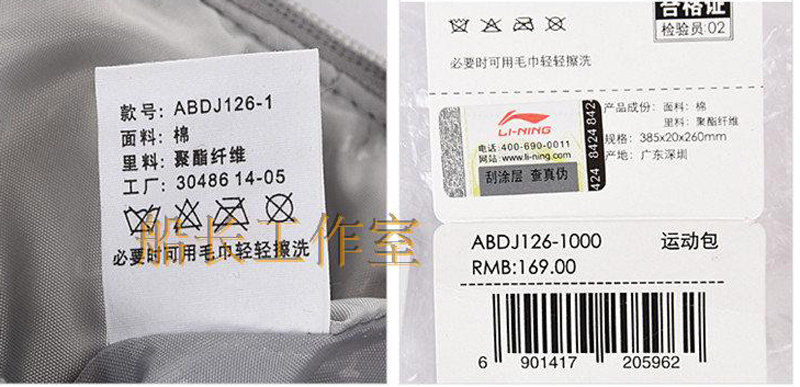 款号：ABDJ126-1
面料：棉
里料：聚酯纤维
工厂：30486 14-05
必要时可用毛巾轻轻擦洗
船长工作室
合格证
检验员:02
必要时可用毛巾轻轻擦洗
LI-NING
电话:400-690-0011
网站:www.li-ning.com
刮涂层 查真伪
8424 842
424
产品成份：面料：棉
里料：聚酯纤维
规格：385x20x260mm
产地：广东深圳
ABDJ126-1000 运动包
RMB:169.00
6 901417 205962